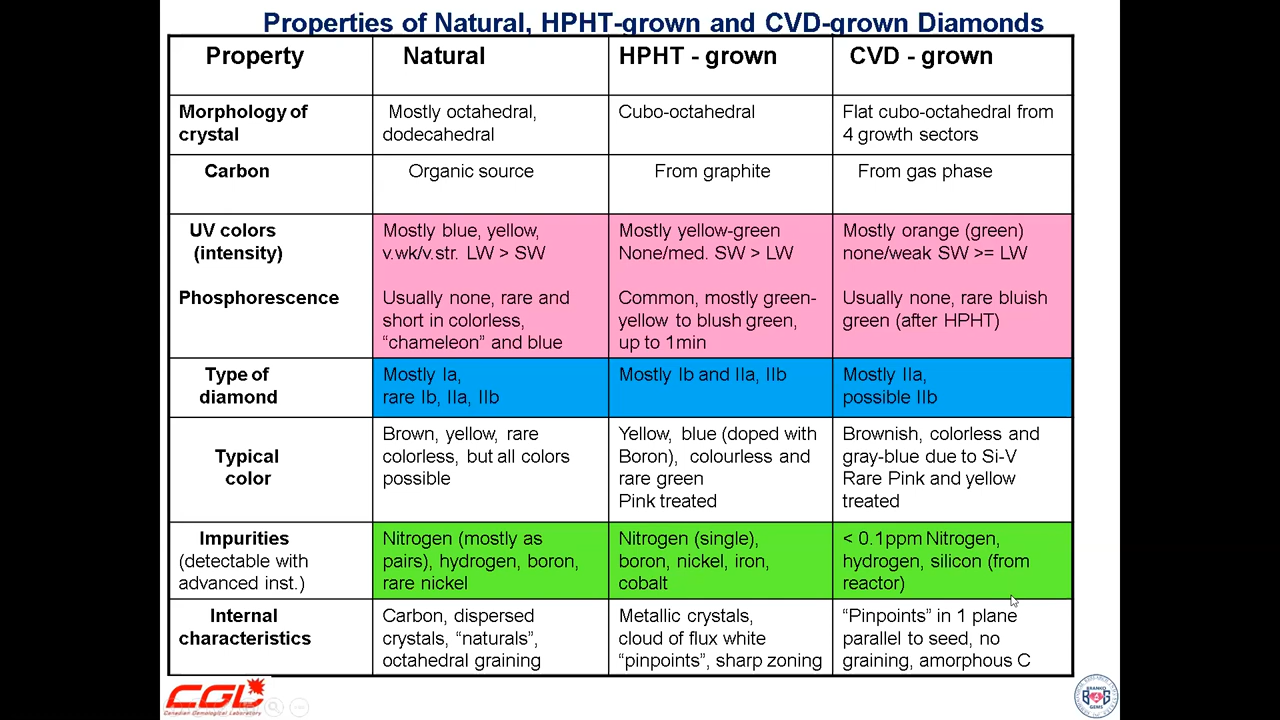 Properties of Natural, HPHT-grown and CVD-grown Diamonds
Property
Natural
HPHT - grown
CVD - grown
Morphology of
crystal
Mostly octahedral,
dodecahedral
Cubo-octahedral
Flat cubo-octahedral from
4 growth sectors
Carbon
Organic source
From graphite
From gas phase
UV colors
(intensity)
Phosphorescence
Mostly blue, yellow,
v.wk/v.str. LW > SW
Usually none, rare and
short in colorless,
“chameleon” and blue
Mostly yellow-green
None/med. SW > LW
Common, mostly green-
yellow to blush green,
up to 1min
Mostly orange (green)
none/weak SW >= LW
Usually none, rare bluish
green (after HPHT)
Type of
diamond
Mostly Ia,
rare Ib, IIa, IIb
Mostly Ib and IIa, IIb
Mostly IIa,
possible IIb
Typical
color
Brown, yellow, rare
colorless, but all colors
possible
Yellow, blue (doped with
Boron), colourless and
rare green
Pink treated
Brownish, colorless and
gray-blue due to Si-V
Rare Pink and yellow
treated
Impurities
(detectable with
advanced inst.)
Nitrogen (mostly as
pairs), hydrogen, boron,
rare nickel
Nitrogen (single),
boron, nickel, iron,
cobalt
< 0.1ppm Nitrogen,
hydrogen, silicon (from
reactor)
Internal
characteristics
Carbon, dispersed
crystals, “naturals”,
octahedral graining
Metallic crystals,
cloud of flux white
“pinpoints”, sharp zoning
“Pinpoints” in 1 plane
parallel to seed, no
graining, amorphous C
CGL
Canadian Gemological Laboratory
BRANKO
GEMS